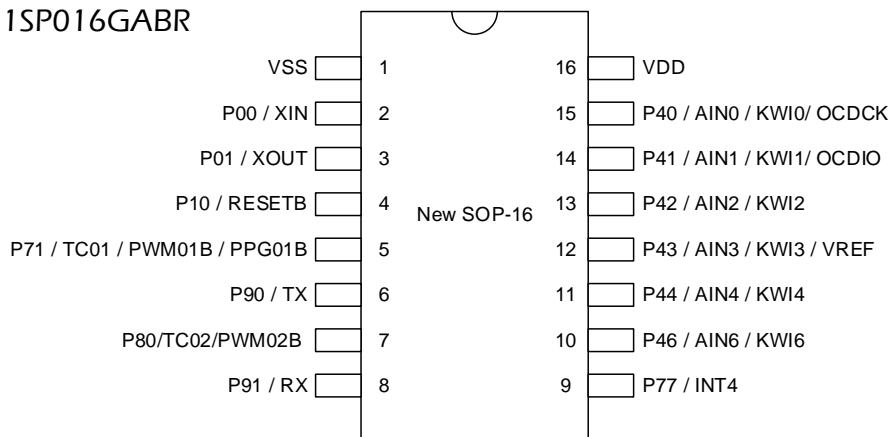 1SP016GABR
VSS 1 16 VDD
P00 / XIN 2 15 P40 / AIN0 / KWI0/ OCDCK
P01 / XOUT 3 14 P41 / AIN1 / KWI1/ OCDIO
P10 / RESETB 4 13 P42 / AIN2 / KWI2
New SOP-16
P71 / TC01 / PWM01B / PPG01B 5 12 P43 / AIN3 / KWI3 / VREF
P90 / TX 6 11 P44 / AIN4 / KWI4
P80/TC02/PWM02B 7 10 P46 / AIN6 / KWI6
P91 / RX 8 9 P77 / INT4